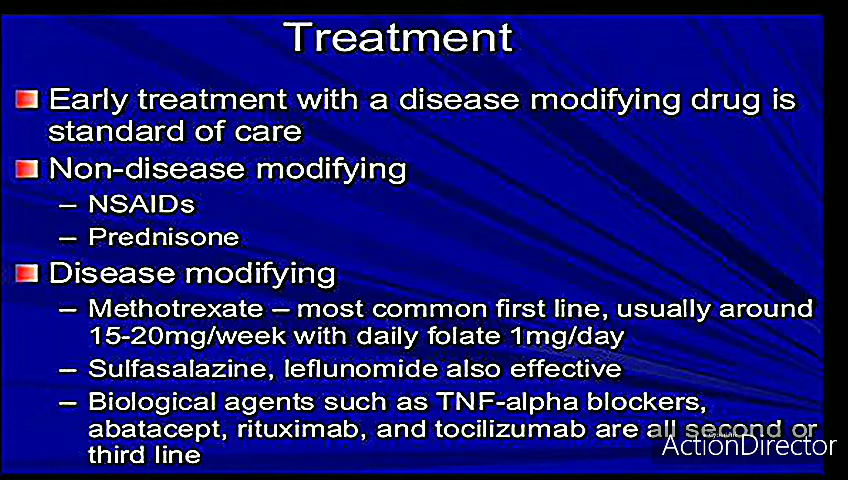 Treatment
Early treatment with a disease modifying drug is
standard of care
Non-disease modifying
– NSAIDs
– Prednisone
Disease modifying
– Methotrexate – most common first line, usually around
15-20mg/week with daily folate 1mg/day
– Sulfasalazine, leflunomide also effective
– Biological agents such as TNF-alpha blockers,
abatacept, rituximab, and tocilizumab are all second or
third line
ActionDirector